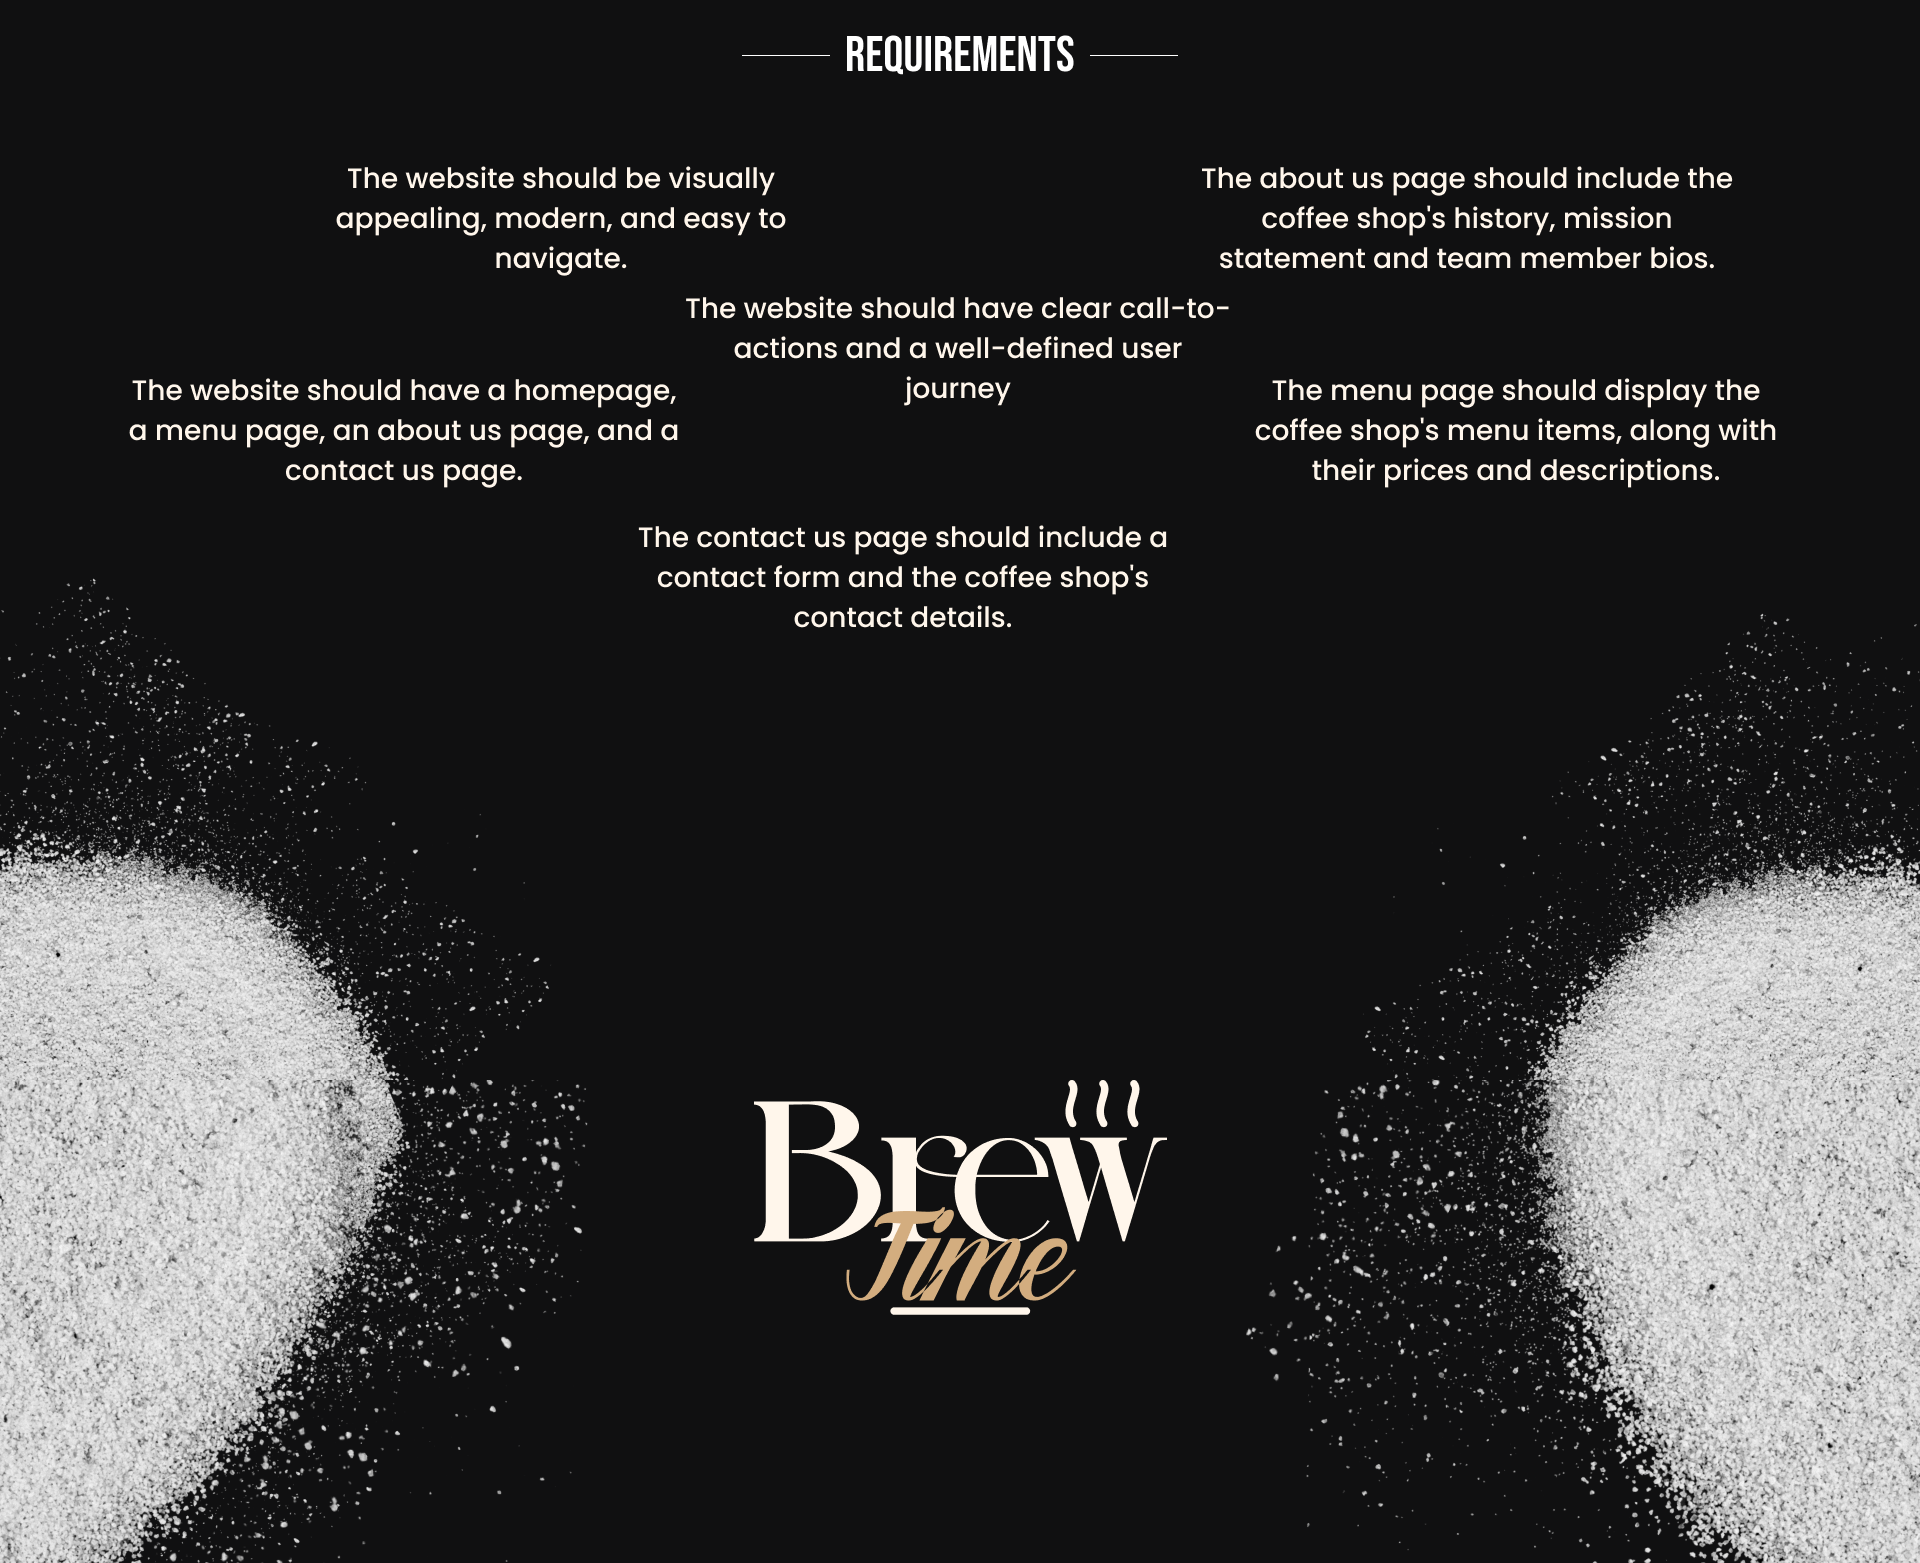 REQUIREMENTS
The website should be visually
appealing, modern, and easy to
navigate.
The about us page should include the
coffee shop's history, mission
statement and team member bios.
The website should have clear call-to-
actions and a well-defined user
journey
The website should have a homepage,
a menu page, an about us page, and a
contact us page.
The menu page should display the
coffee shop's menu items, along with
their prices and descriptions.
The contact us page should include a
contact form and the coffee shop's
contact details.
Brew
Time